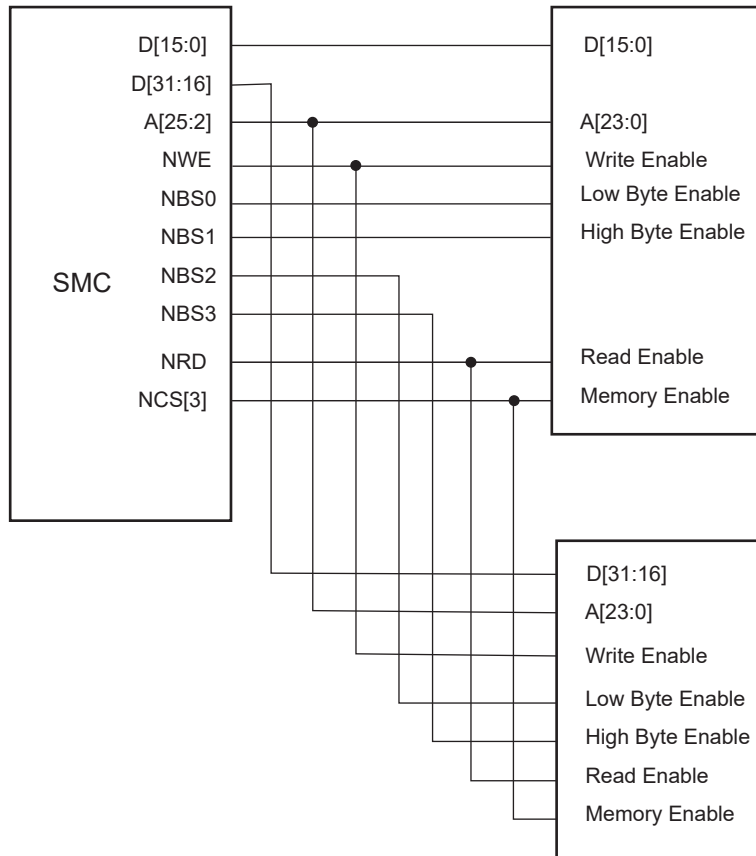 D[15:0]
D[31:16]
A[25:2]
NWE
NBS0
NBS1
NBS2
NBS3
NRD
NCS[3]
SMC
D[15:0]
A[23:0]
Write Enable
Low Byte Enable
High Byte Enable
Read Enable
Memory Enable
D[31:16]
A[23:0]
Write Enable
Low Byte Enable
High Byte Enable
Read Enable
Memory Enable